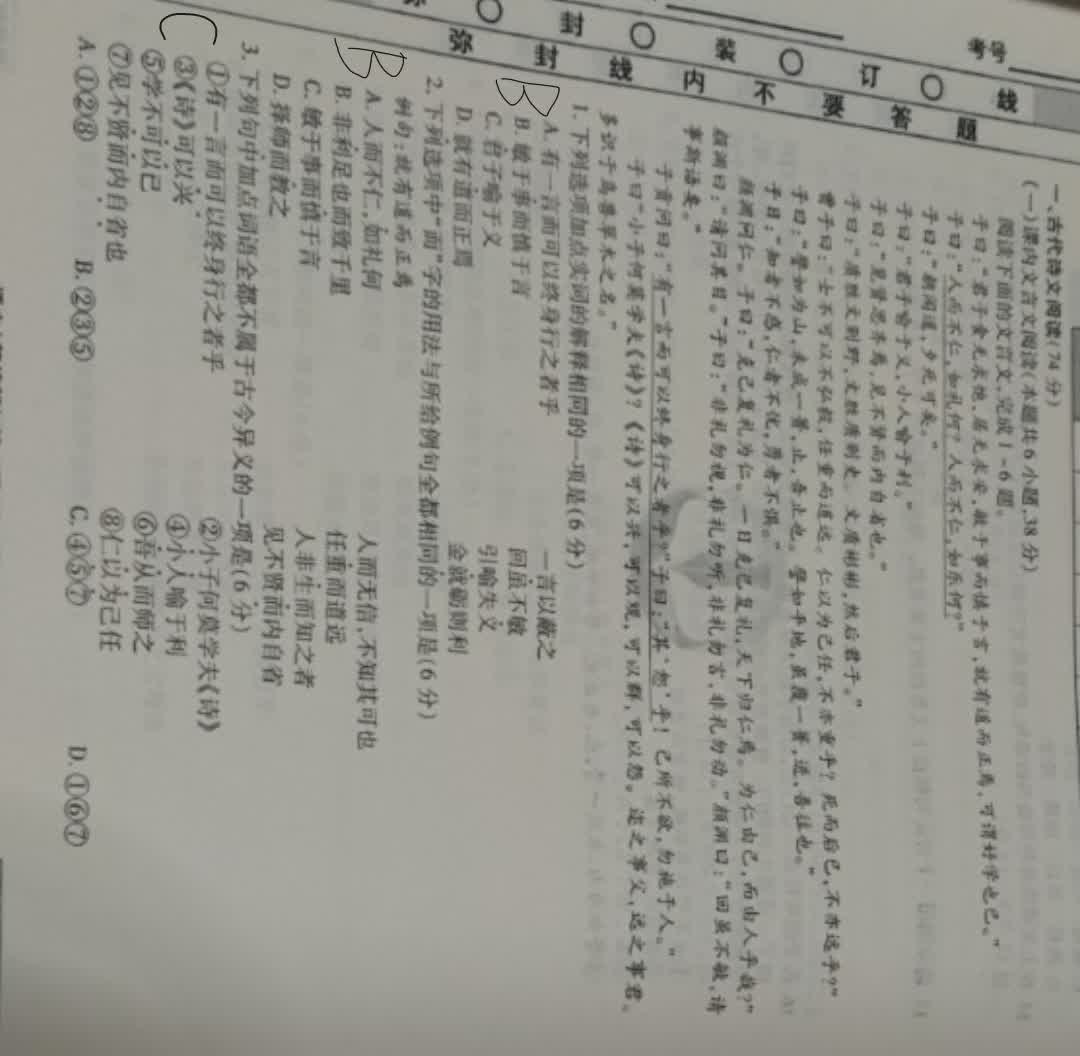 考号
线 〇 订 〇 装 〇 封 〇
题 答 要 不 内 线 封 弥
一、古代诗文阅读(74分)
(一)课内文言文阅读(本题共6小题,38分)
阅读下面的文言文,完成1-6题。
子曰:“君子食无求饱,居无求安,敏于事而慎于言,就有道而正焉,可谓好学也已。”
子曰:“人而不仁,如礼何?人而不仁,如乐何?”
子曰:“朝闻道,夕死可矣。”
子曰:“君子喻于义,小人喻于利。”
子曰:“见贤思齐焉,见不贤而内自省也。”
子曰:“质胜文则野,文胜质则史。文质彬彬,然后君子。”
曾子曰:“士不可以不弘毅,任重而道远。仁以为己任,不亦重乎?死而后已,不亦远乎?”
子曰:“譬如为山,未成一篑,止,吾止也。譬如平地,虽覆一篑,进,吾往也。”
子曰:“知者不惑,仁者不忧,勇者不惧。”
颜渊问仁。子曰:“克己复礼为仁。一日克己复礼,天下归仁焉。为仁由己,而由人乎哉?”
颜渊曰:“请问其目。”子曰:“非礼勿视,非礼勿听,非礼勿言,非礼勿动。”颜渊曰:“回虽不敏,请
事斯语矣。”
子贡问曰:“有一言而可以终身行之者乎?”子曰:“其‘恕’乎!己所不欲,勿施于人。”
子曰:“小子何莫学夫《诗》?《诗》可以兴,可以观,可以群,可以怨。迩之事父,远之事君。
多识于鸟兽草木之名。”
1. 下列选项加点实词的解释相同的一项是(6分)
B
A. 有一言而可以终身行之者乎 一言以蔽之
B. 敏于事而慎于言 回虽不敏
C. 君子喻于义 引喻失义
D. 就有道而正焉 金就砺则利
2. 下列选项中“而”字的用法与所给例句全都相同的一项是(6分)
例句:就有道而正焉
B
A. 人而不仁,如礼何 人而无信,不知其可也
B. 非利足也而致千里 任重而道远
C. 敏于事而慎于言 人非生而知之者
D. 择师而教之 见不贤而内自省
3. 下列句中加点词语全都不属于古今异义的一项是(6分)
C
①有一言而可以终身行之者乎 ②小子何莫学夫《诗》
③《诗》可以兴 ④小人喻于利
⑤学不可以已 ⑥吾从而师之
⑦见不贤而内自省也 ⑧仁以为己任
A. ①②⑧ B. ②③⑤ C. ④⑤⑦ D. ①⑥⑦